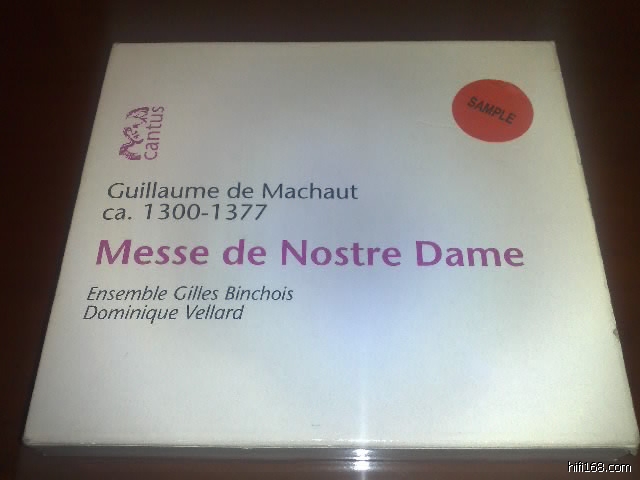 SAMPLE
cantus
Guillaume de Machaut
ca. 1300-1377
Messe de Nostre Dame
Ensemble Gilles Binchois
Dominique Vellard
hifi168.com